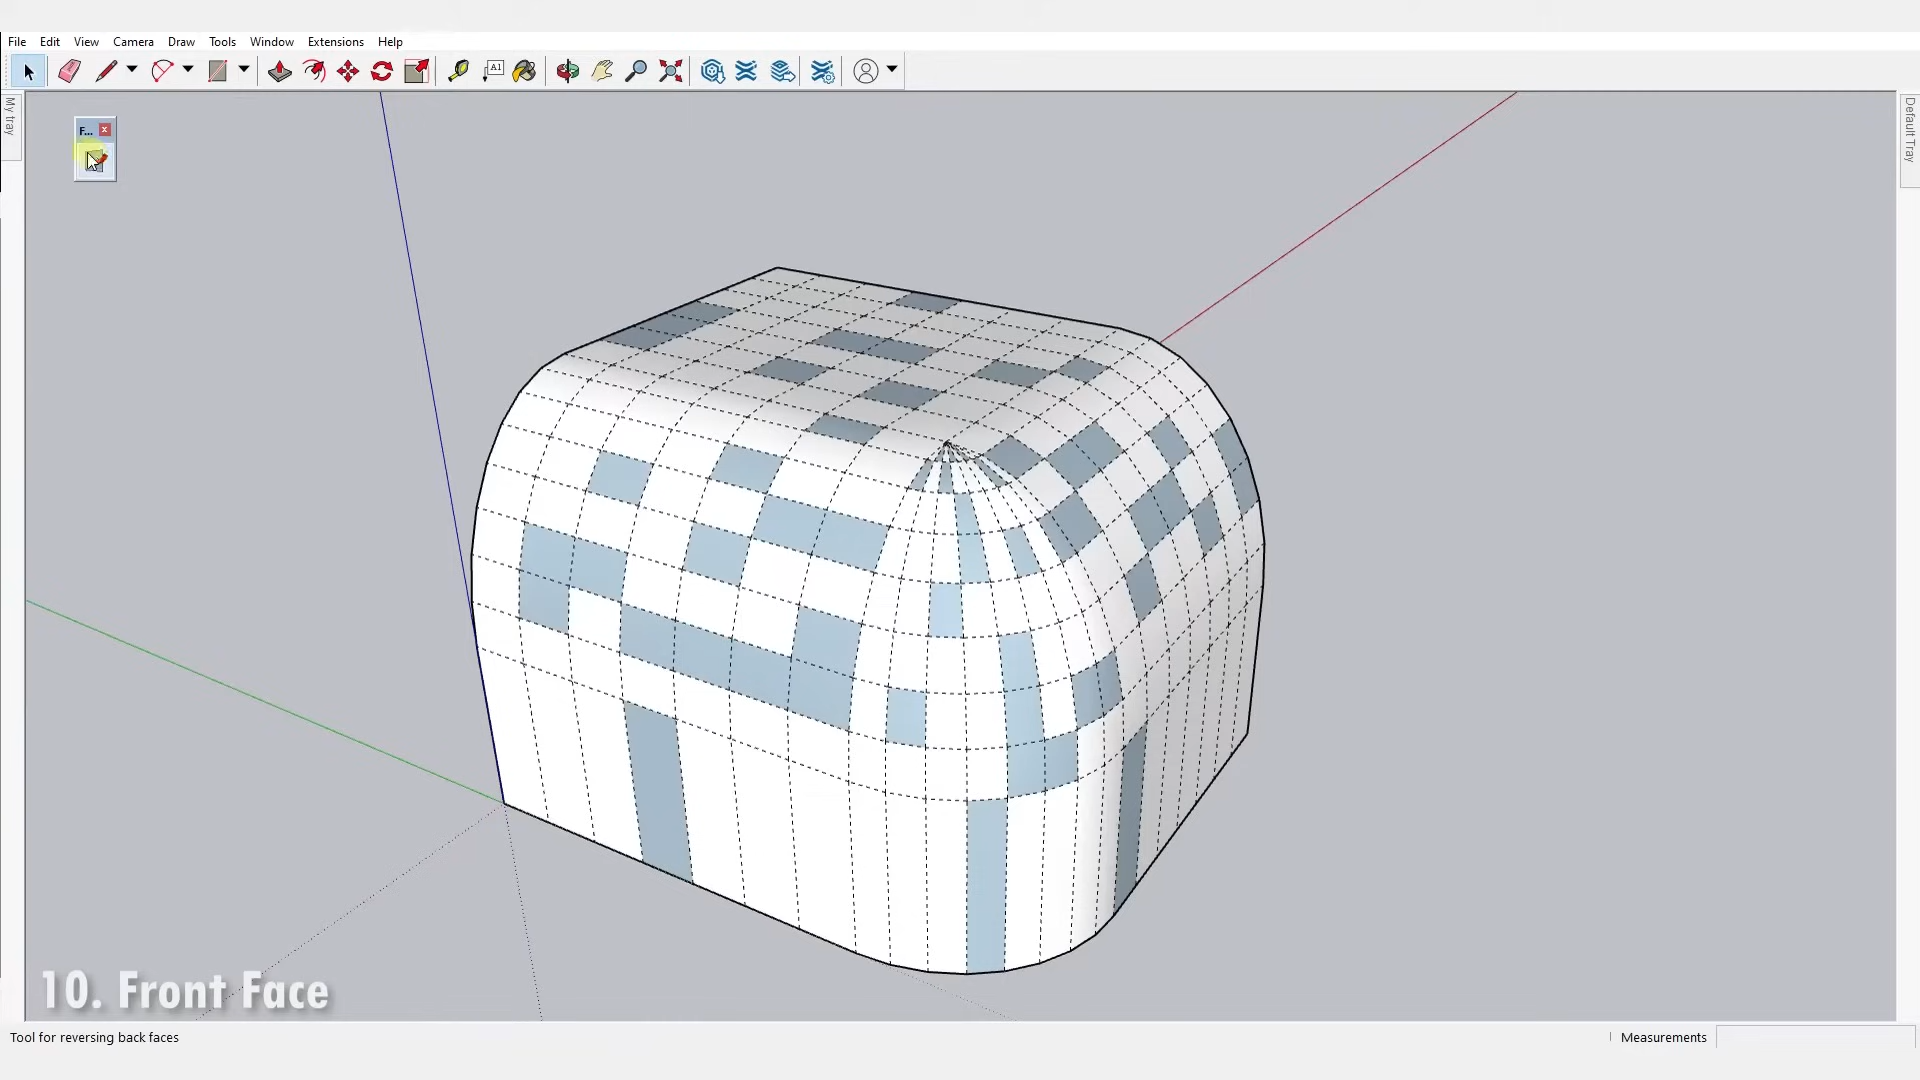 File Edit View Camera Draw Tools Window Extensions Help
A1
My tray
Default Tray
F...
10. Front Face
Tool for reversing back faces
Measurements